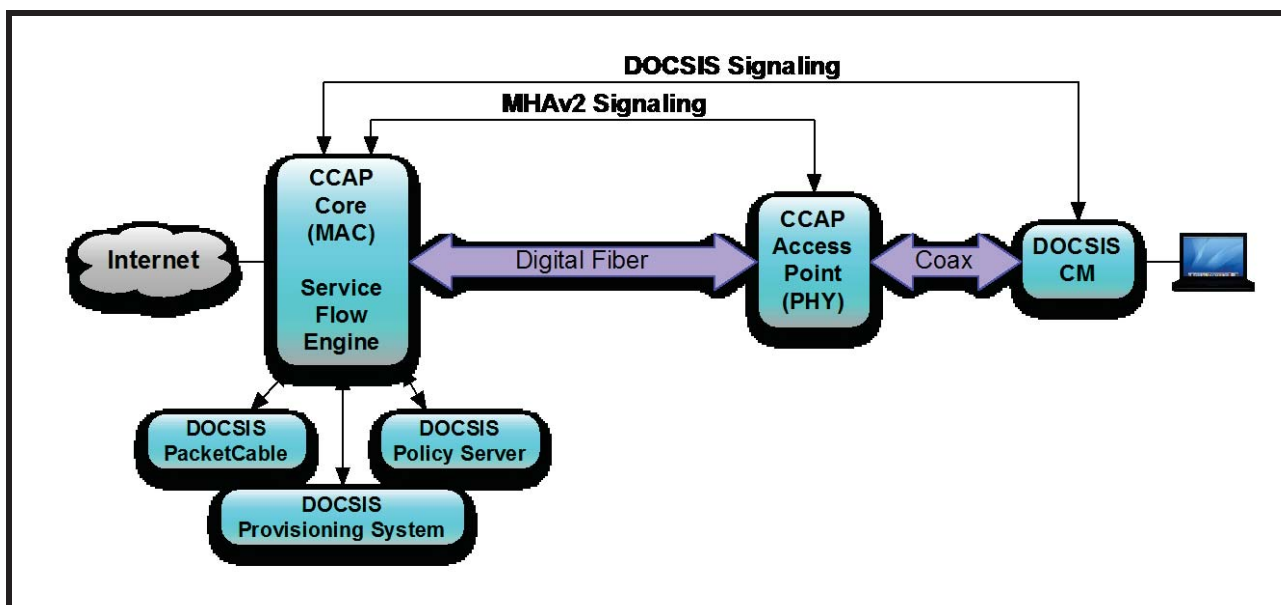 DOCSIS Signaling
MHAv2 Signaling
Internet
CCAP
Core
(MAC)
Service
Flow
Engine
Digital Fiber
CCAP
Access
Point
(PHY)
Coax
DOCSIS
CM
DOCSIS
PacketCable
DOCSIS
Policy Server
DOCSIS
Provisioning System